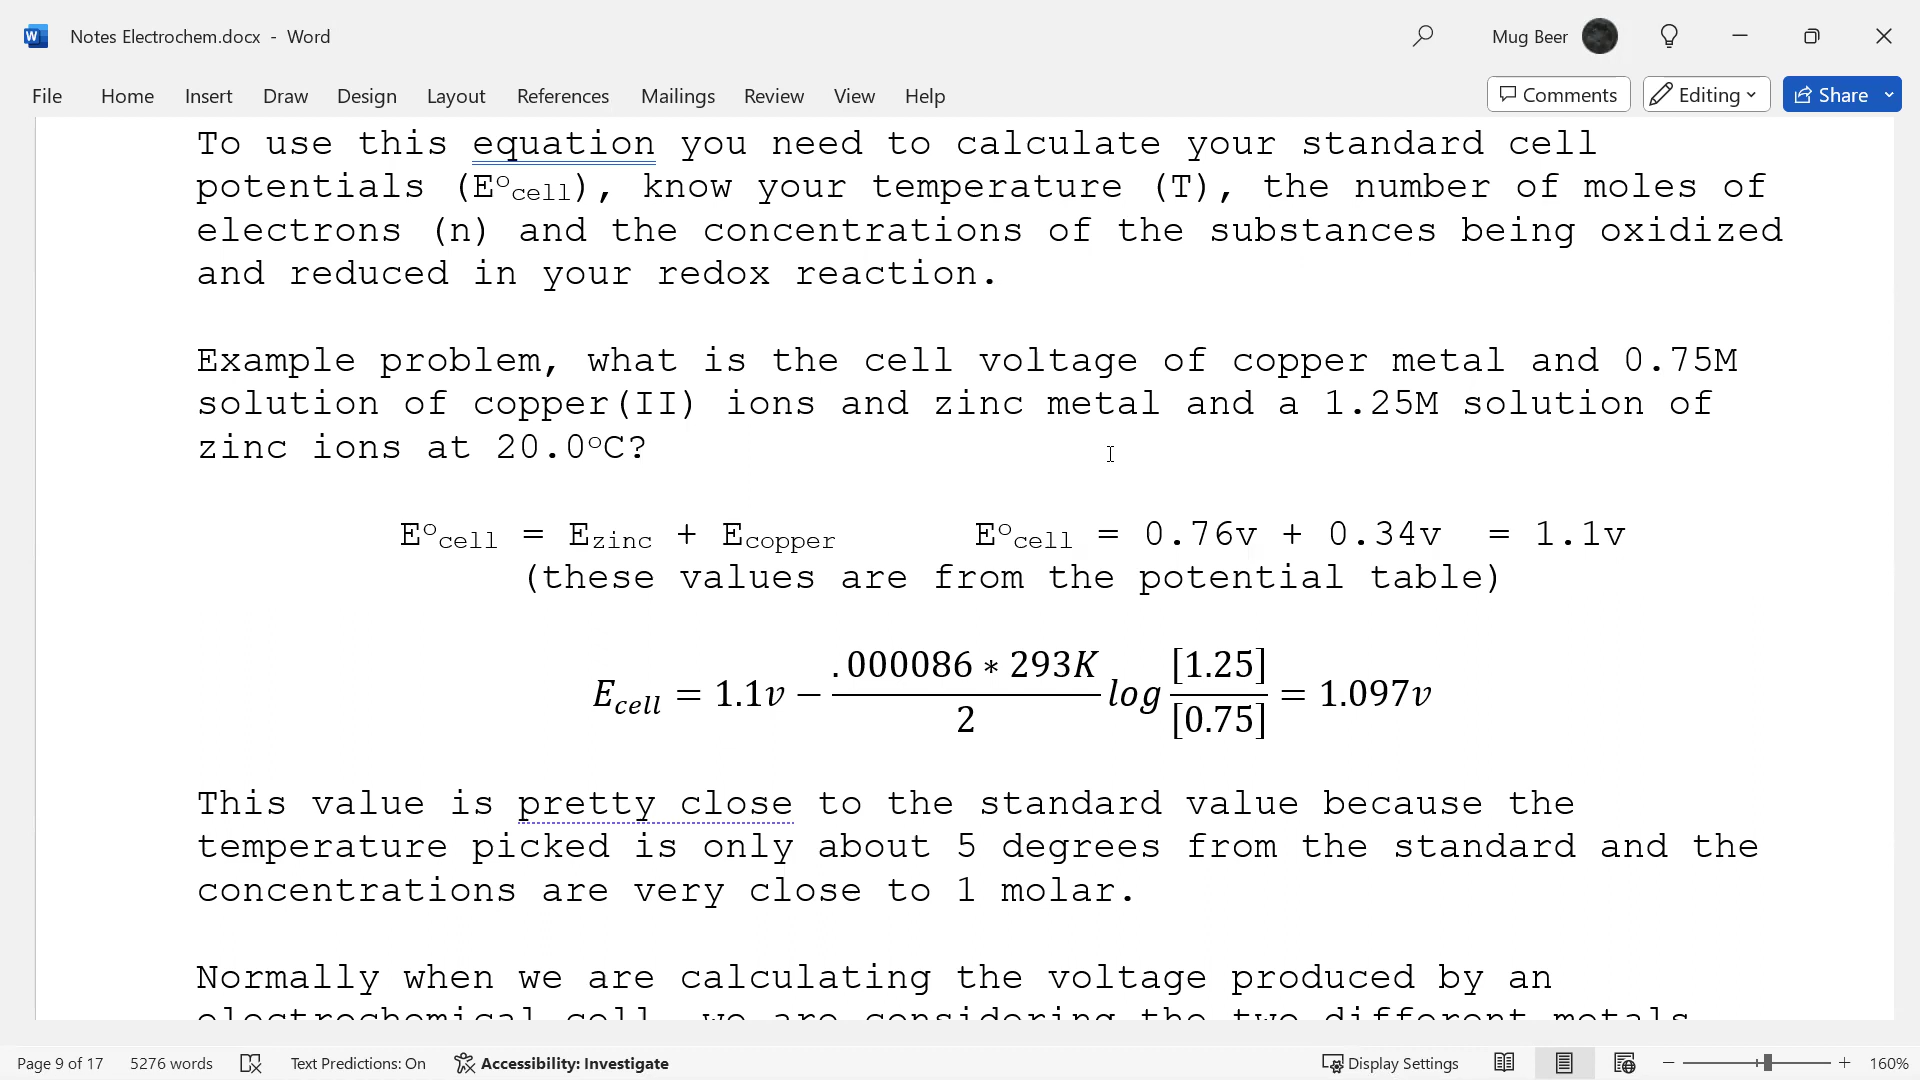 Notes Electrochem.docx - Word
Mug Beer
File Home Insert Draw Design Layout References Mailings Review View Help
Comments Editing Share
To use this equation you need to calculate your standard cell
potentials (E°cell), know your temperature (T), the number of moles of
electrons (n) and the concentrations of the substances being oxidized
and reduced in your redox reaction.
Example problem, what is the cell voltage of copper metal and 0.75M
solution of copper(II) ions and zinc metal and a 1.25M solution of
zinc ions at 20.0°C?
E°cell = Ezinc + Ecopper E°cell = 0.76v + 0.34v = 1.1v
(these values are from the potential table)
Ecell = 1.1v − .000086 * 293K / 2 log [1.25] / [0.75] = 1.097v
This value is pretty close to the standard value because the
temperature picked is only about 5 degrees from the standard and the
concentrations are very close to 1 molar.
Normally when we are calculating the voltage produced by an
electrochemical cell, we are considering the two different metals
Page 9 of 17 5276 words Text Predictions: On Accessibility: Investigate Display Settings 160%